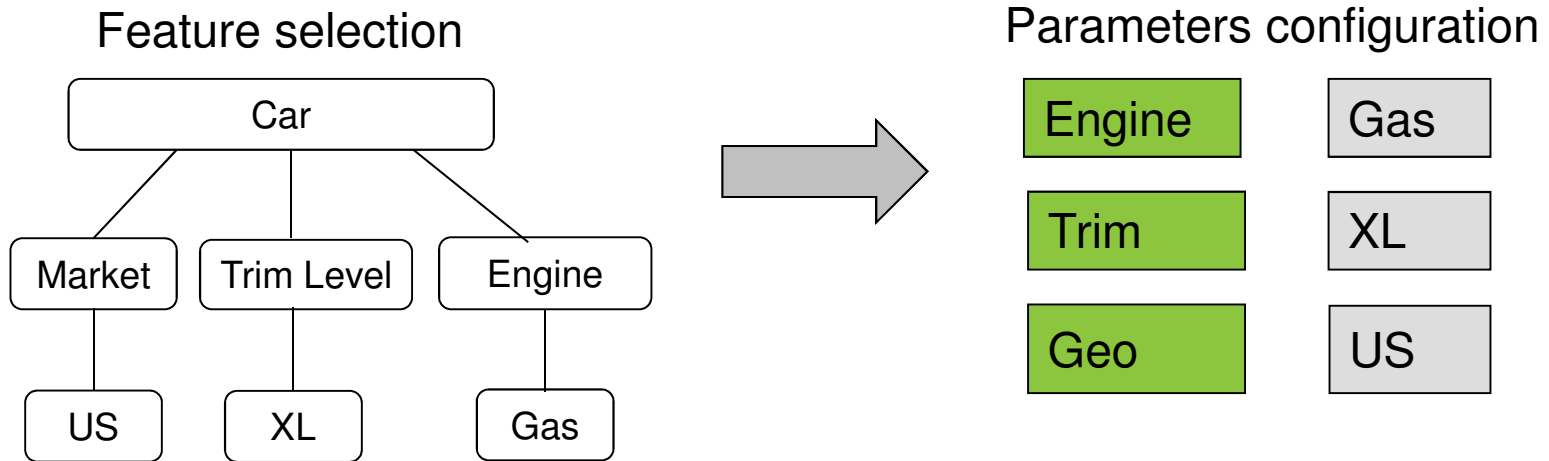 Feature selection
Car
Market
Trim Level
Engine
US
XL
Gas
Parameters configuration
Engine
Gas
Trim
XL
Geo
US